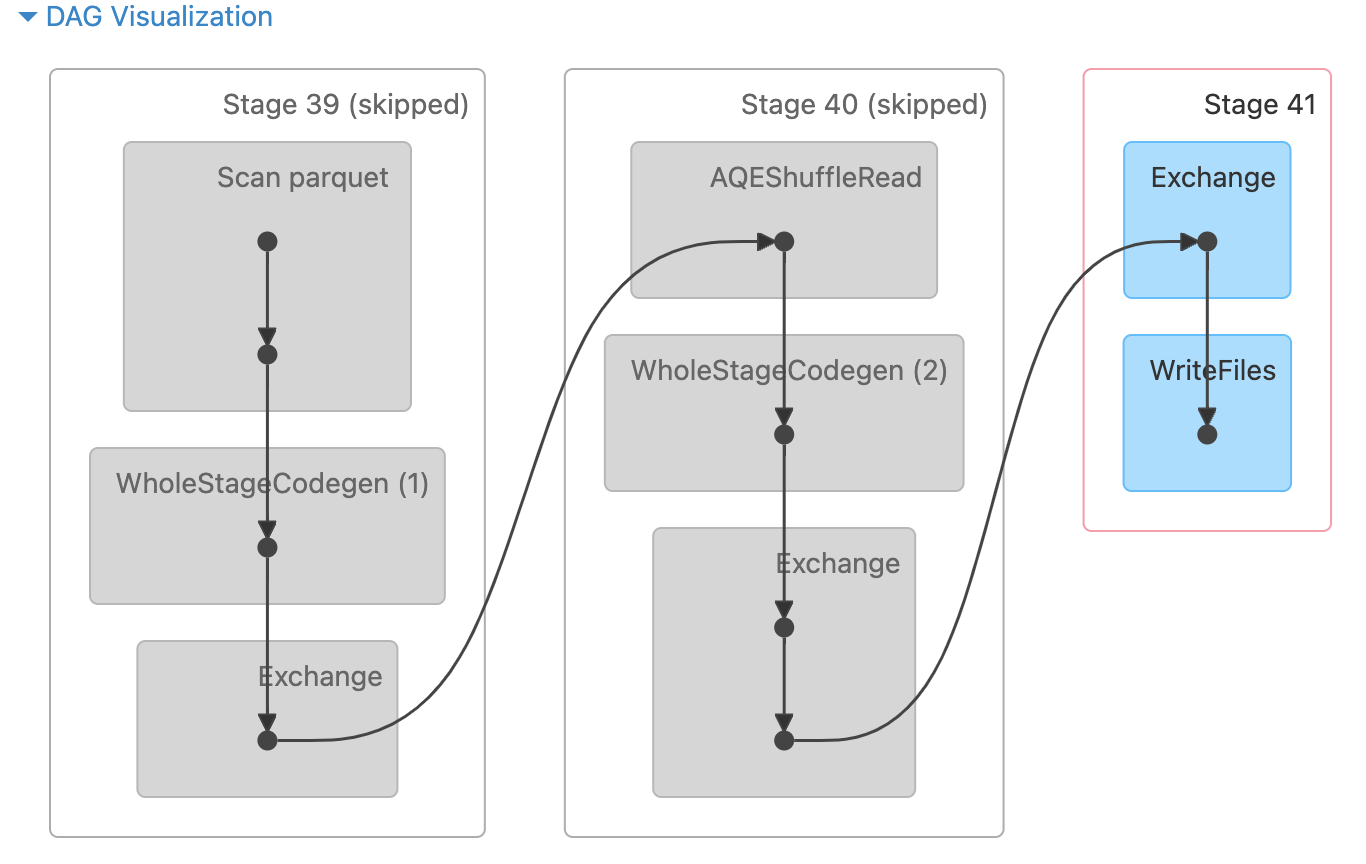 DAG Visualization
Stage 39 (skipped)
Scan parquet
WholeStageCodegen (1)
Exchange
Stage 40 (skipped)
AQEShuffleRead
WholeStageCodegen (2)
Exchange
Stage 41
Exchange
WriteFiles